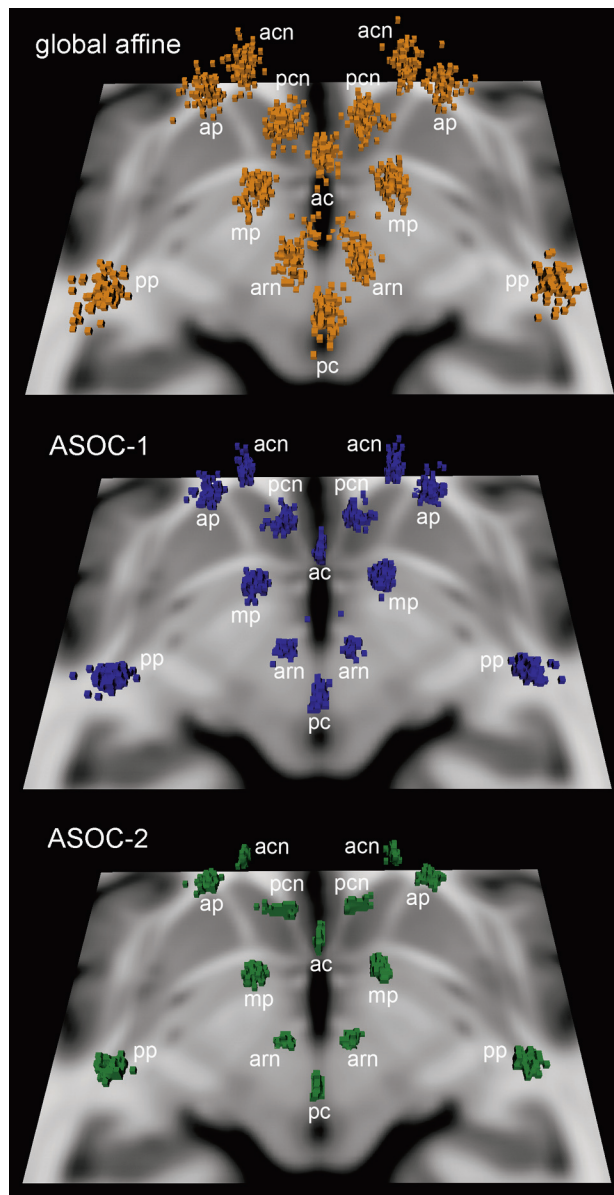 global affine
acn acn
pcn pcn
ap ap
ac
mp mp
pp pp
arn arn
pc
ASOC-1
acn acn
pcn pcn
ap ap
ac
mp mp
pp pp
arn arn
pc
ASOC-2
acn acn
pcn pcn
ap ap
ac
mp mp
arn arn
pp pp
pc